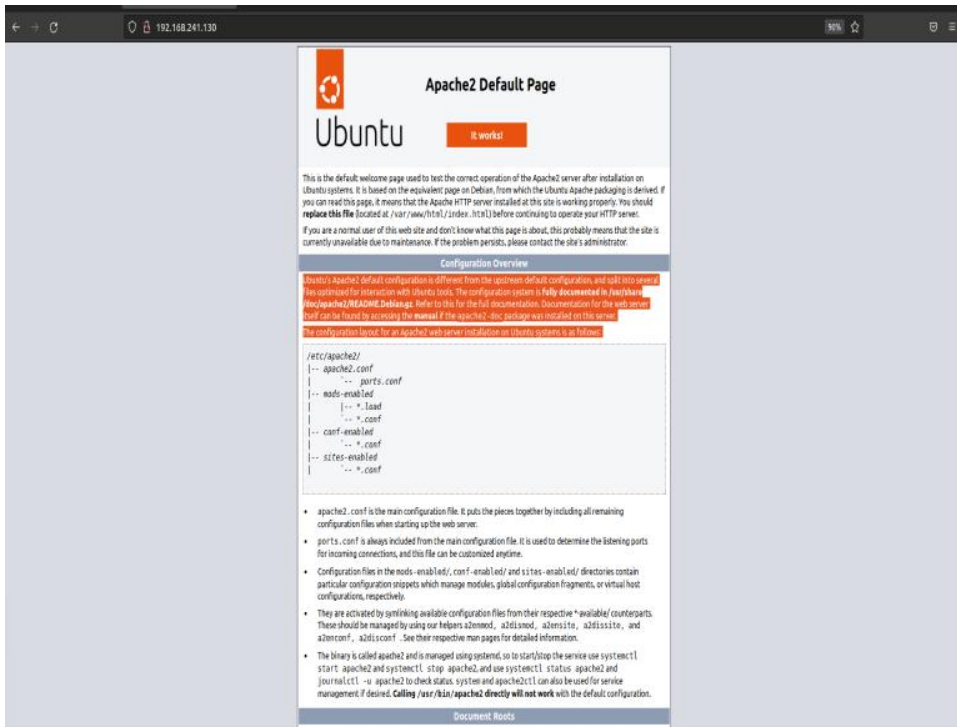 192.168.241.130
90%
Apache2 Default Page
Ubuntu
It works!
This is the default welcome page used to test the correct operation of the Apache2 server after installation on
Ubuntu systems. It is based on the equivalent page on Debian, from which the Ubuntu Apache packaging is derived. If
you can read this page, it means that the Apache HTTP server installed at this site is working properly. You should
replace this file (located at /var/www/html/index.html) before continuing to operate your HTTP server.
If you are a normal user of this web site and don't know what this page is about, this probably means that the site is
currently unavailable due to maintenance. If the problem persists, please contact the site's administrator.
Configuration Overview
Ubuntu's Apache2 default configuration is different from the upstream default configuration, and split into several
files optimized for interaction with Ubuntu tools. The configuration system is fully documented in /usr/share
/doc/apache2/README.Debian.gz. Refer to this for the full documentation. Documentation for the web server
itself can be found by accessing the manual if the apache2-doc package was installed on this server.
The configuration layout for an Apache2 web server installation on Ubuntu systems is as follows:
/etc/apache2/
|-- apache2.conf
|       `-- ports.conf
|-- mods-enabled
|       |-- *.load
|       `-- *.conf
|-- conf-enabled
|       `-- *.conf
|-- sites-enabled
|       `-- *.conf
• apache2.conf is the main configuration file. It puts the pieces together by including all remaining
configuration files when starting up the web server.
• ports.conf is always included from the main configuration file. It is used to determine the listening ports
for incoming connections, and this file can be customized anytime.
• Configuration files in the mods-enabled/, conf-enabled/ and sites-enabled/ directories contain
particular configuration snippets which manage modules, global configuration fragments, or virtual host
configurations, respectively.
• They are activated by symlinking available configuration files from their respective *-available/ counterparts.
These should be managed by using our helpers a2enmod, a2dismod, a2ensite, a2dissite, and
a2enconf, a2disconf . See their respective man pages for detailed information.
• The binary is called apache2 and is managed using systemd, so to start/stop the service use systemctl
start apache2 and systemctl stop apache2, and use systemctl status apache2 and
journalctl -u apache2 to check status. system and apache2ctl can also be used for service
management if desired. Calling /usr/bin/apache2 directly will not work with the default configuration.
Document Roots